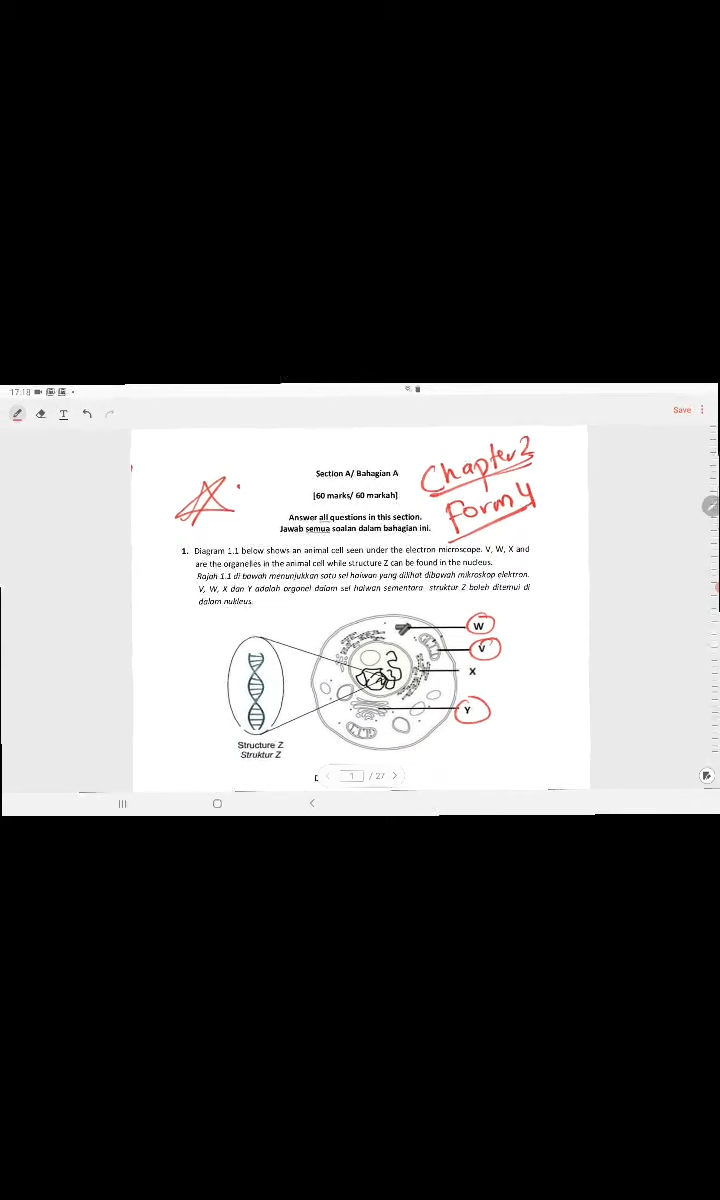 17:18
T
Save
Section A/ Bahagian A
[60 marks/ 60 markah]
Chapter 2
Form 4
Answer all questions in this section.
Jawab semua soalan dalam bahagian ini.
1. Diagram 1.1 below shows an animal cell seen under the electron microscope. V, W, X and
are the organelles in the animal cell while structure Z can be found in the nucleus.
Rajah 1.1 di bawah menunjukkan satu sel haiwan yang dilihat dibawah mikroskop elektron.
V, W, X dan Y adalah organel dalam sel haiwan sementara struktur Z boleh ditemui di
dalam nukleus.
W
V
X
Y
Structure Z
Struktur Z
1 / 27